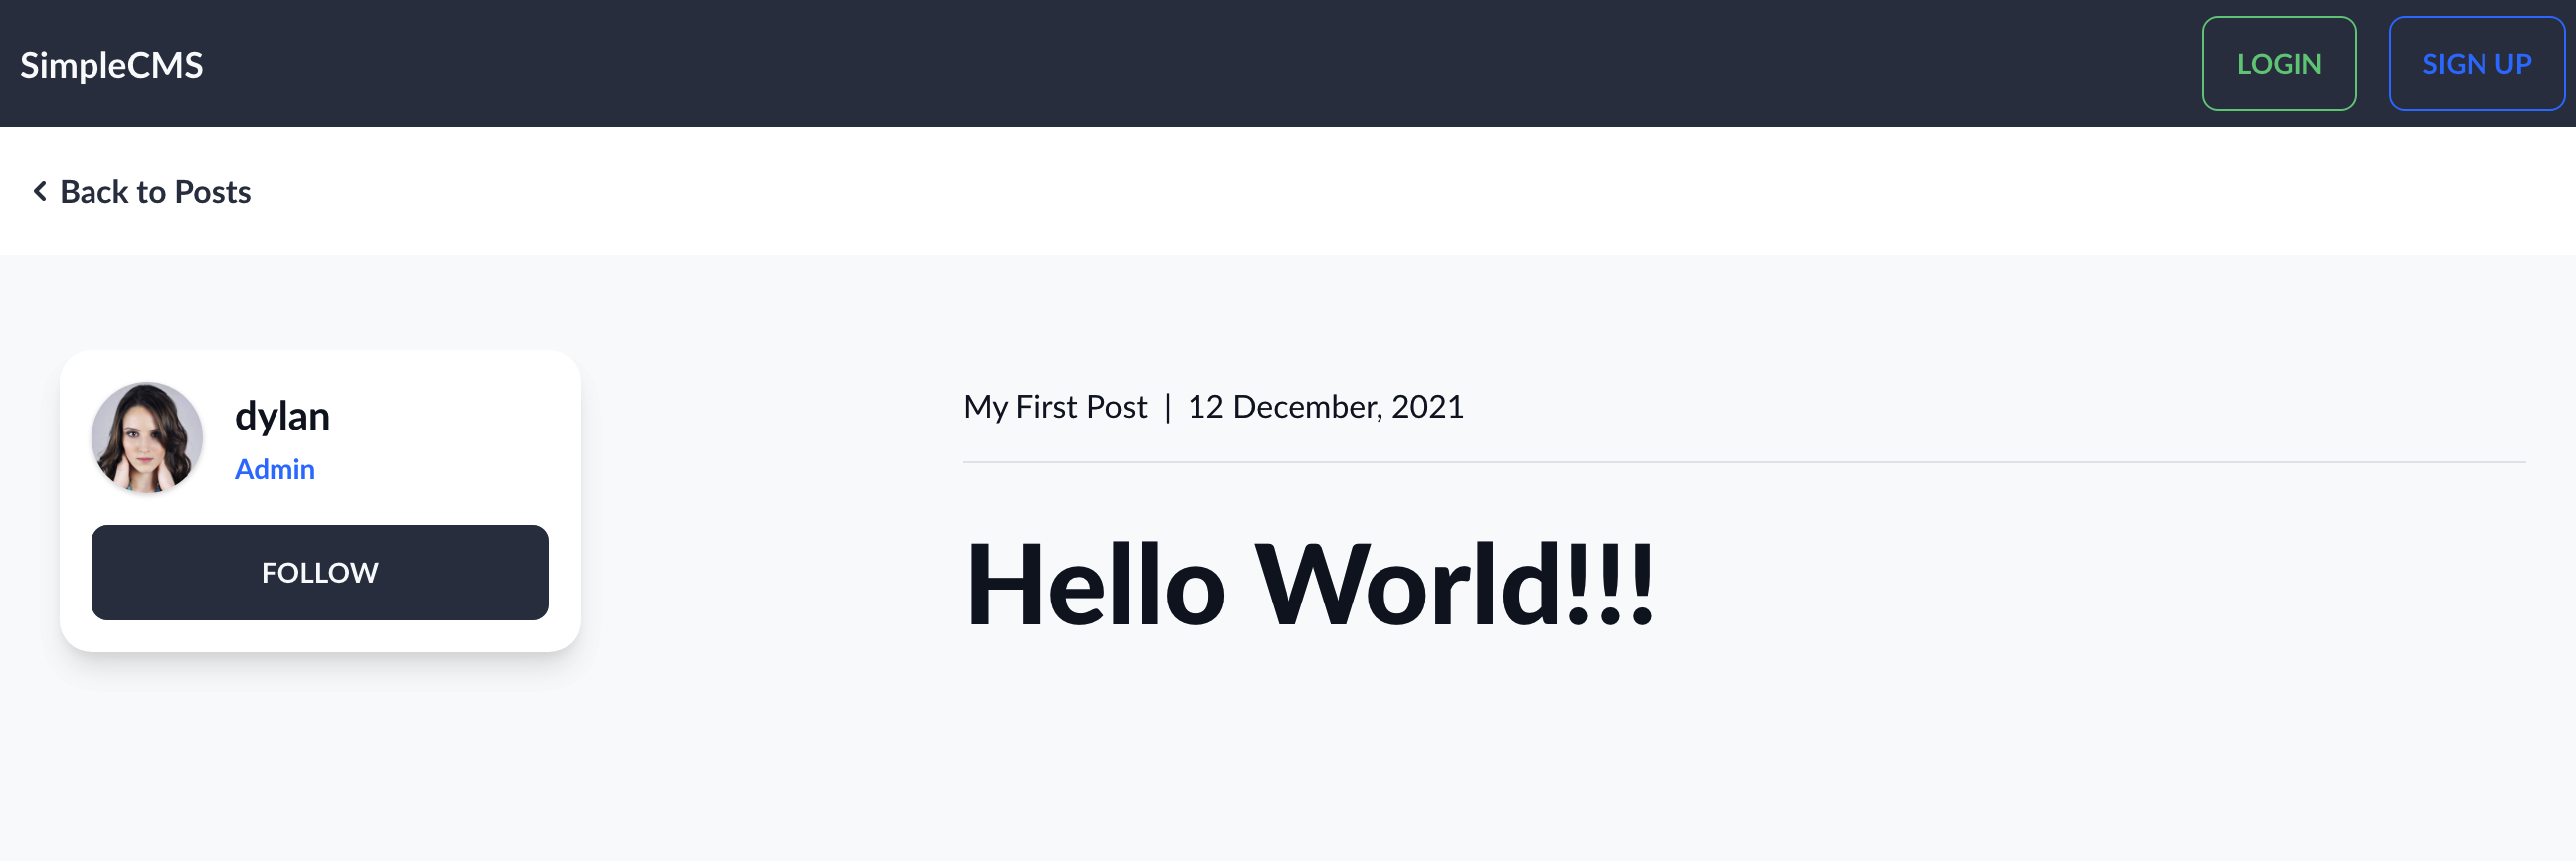 SimpleCMS
LOGIN
SIGN UP
Back to Posts
dylan
Admin
FOLLOW
My First Post | 12 December, 2021
Hello World!!!